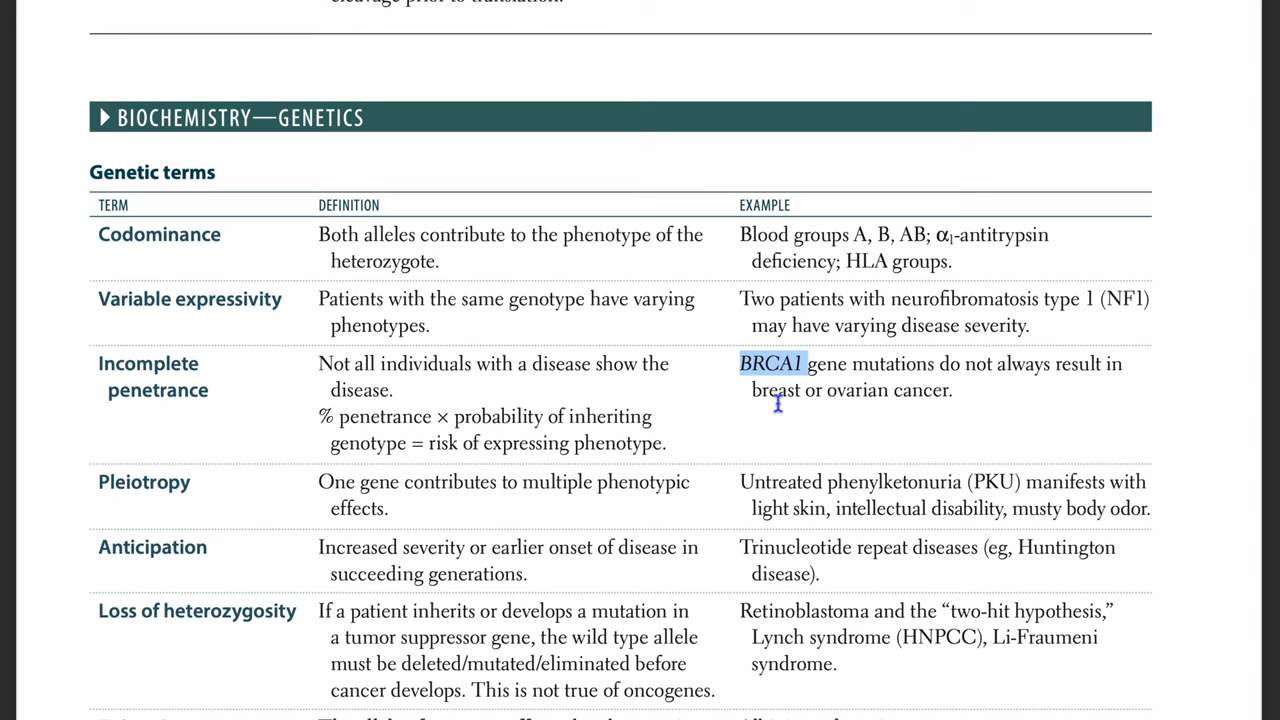 cleavage prior to translation.
BIOCHEMISTRY—GENETICS
Genetic terms
TERM DEFINITION EXAMPLE
Codominance Both alleles contribute to the phenotype of the Blood groups A, B, AB; α1-antitrypsin
heterozygote. deficiency; HLA groups.
Variable expressivity Patients with the same genotype have varying Two patients with neurofibromatosis type 1 (NF1)
phenotypes. may have varying disease severity.
Incomplete Not all individuals with a disease show the BRCA1 gene mutations do not always result in
penetrance disease. breast or ovarian cancer.
% penetrance × probability of inheriting
genotype = risk of expressing phenotype.
Pleiotropy One gene contributes to multiple phenotypic Untreated phenylketonuria (PKU) manifests with
effects. light skin, intellectual disability, musty body odor.
Anticipation Increased severity or earlier onset of disease in Trinucleotide repeat diseases (eg, Huntington
succeeding generations. disease).
Loss of heterozygosity If a patient inherits or develops a mutation in Retinoblastoma and the “two-hit hypothesis,”
a tumor suppressor gene, the wild type allele Lynch syndrome (HNPCC), Li-Fraumeni
must be deleted/mutated/eliminated before syndrome.
cancer develops. This is not true of oncogenes.